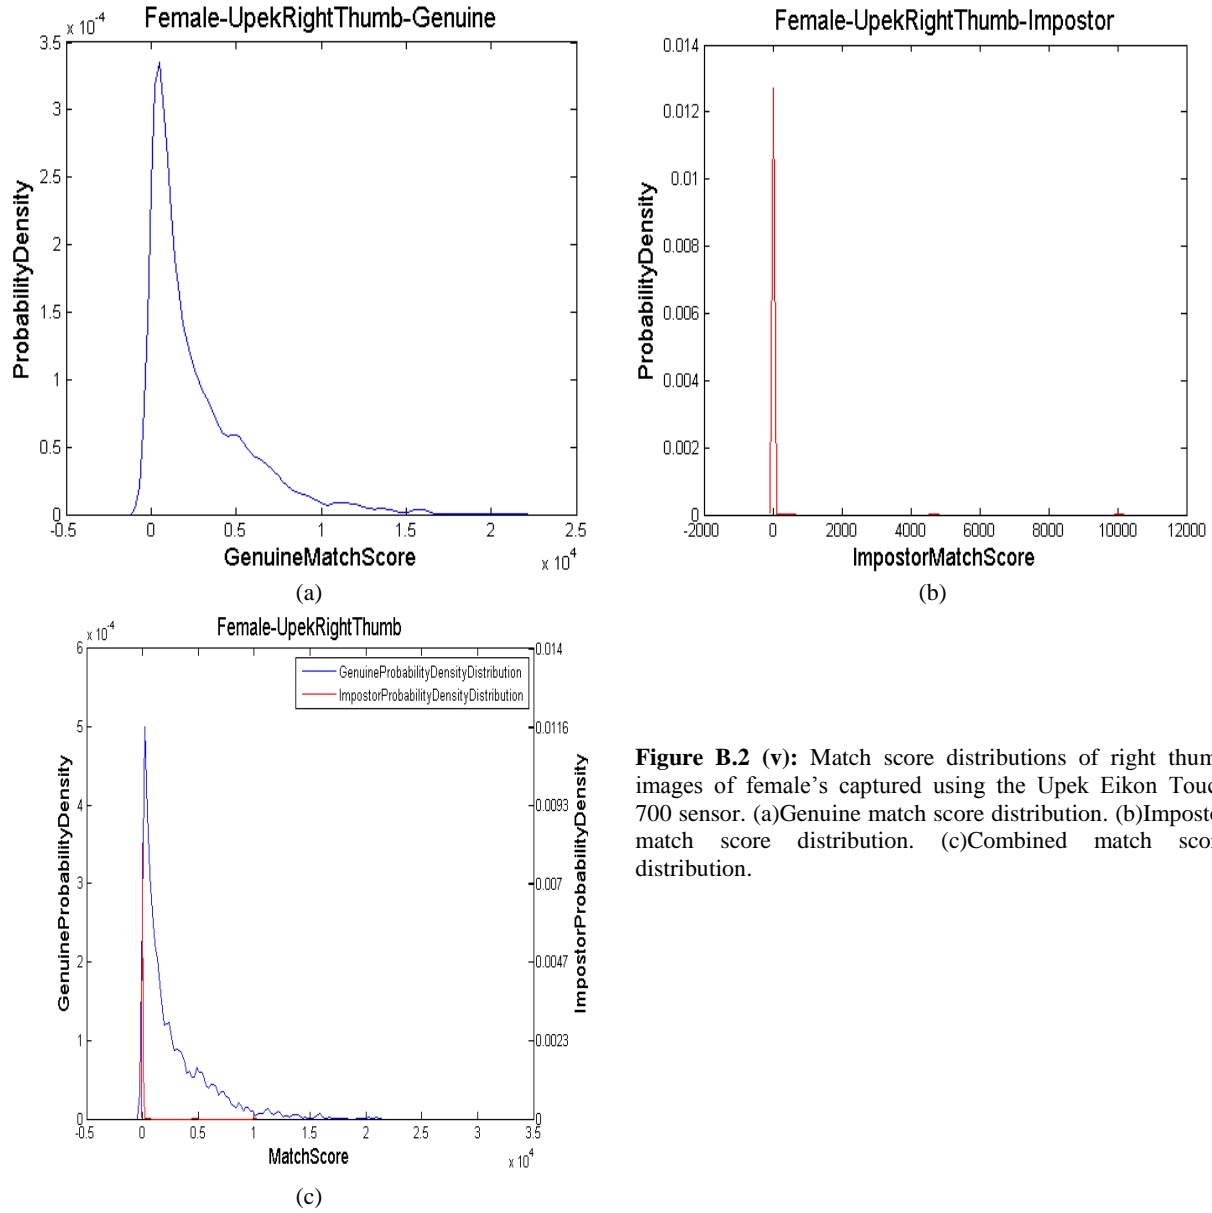 Female-UpekRightThumb-Genuine
x 10^-4
3.5
3
2.5
2
1.5
1
0.5
0
ProbabilityDensity
-0.5 0 0.5 1 1.5 2 2.5
GenuineMatchScore
x 10^4
(a)
Female-UpekRightThumb-Impostor
0.014
0.012
0.01
0.008
0.006
0.004
0.002
0
ProbabilityDensity
-2000 0 2000 4000 6000 8000 10000 12000
ImpostorMatchScore
(b)
Female-UpekRightThumb
x 10^-4
6
5
4
3
2
1
0
GenuineProbabilityDensity
GenuineProbabilityDensityDistribution
ImpostorProbabilityDensityDistribution
0.014
0.0116
0.0093
0.007
0.0047
0.0023
0
ImpostorProbabilityDensity
-0.5 0 0.5 1 1.5 2 2.5 3 3.5
MatchScore
x 10^4
(c)
Figure B.2 (v): Match score distributions of right thum
images of female's captured using the Upek Eikon Touc
700 sensor. (a)Genuine match score distribution. (b)Imposto
match score distribution. (c)Combined match scor
distribution.